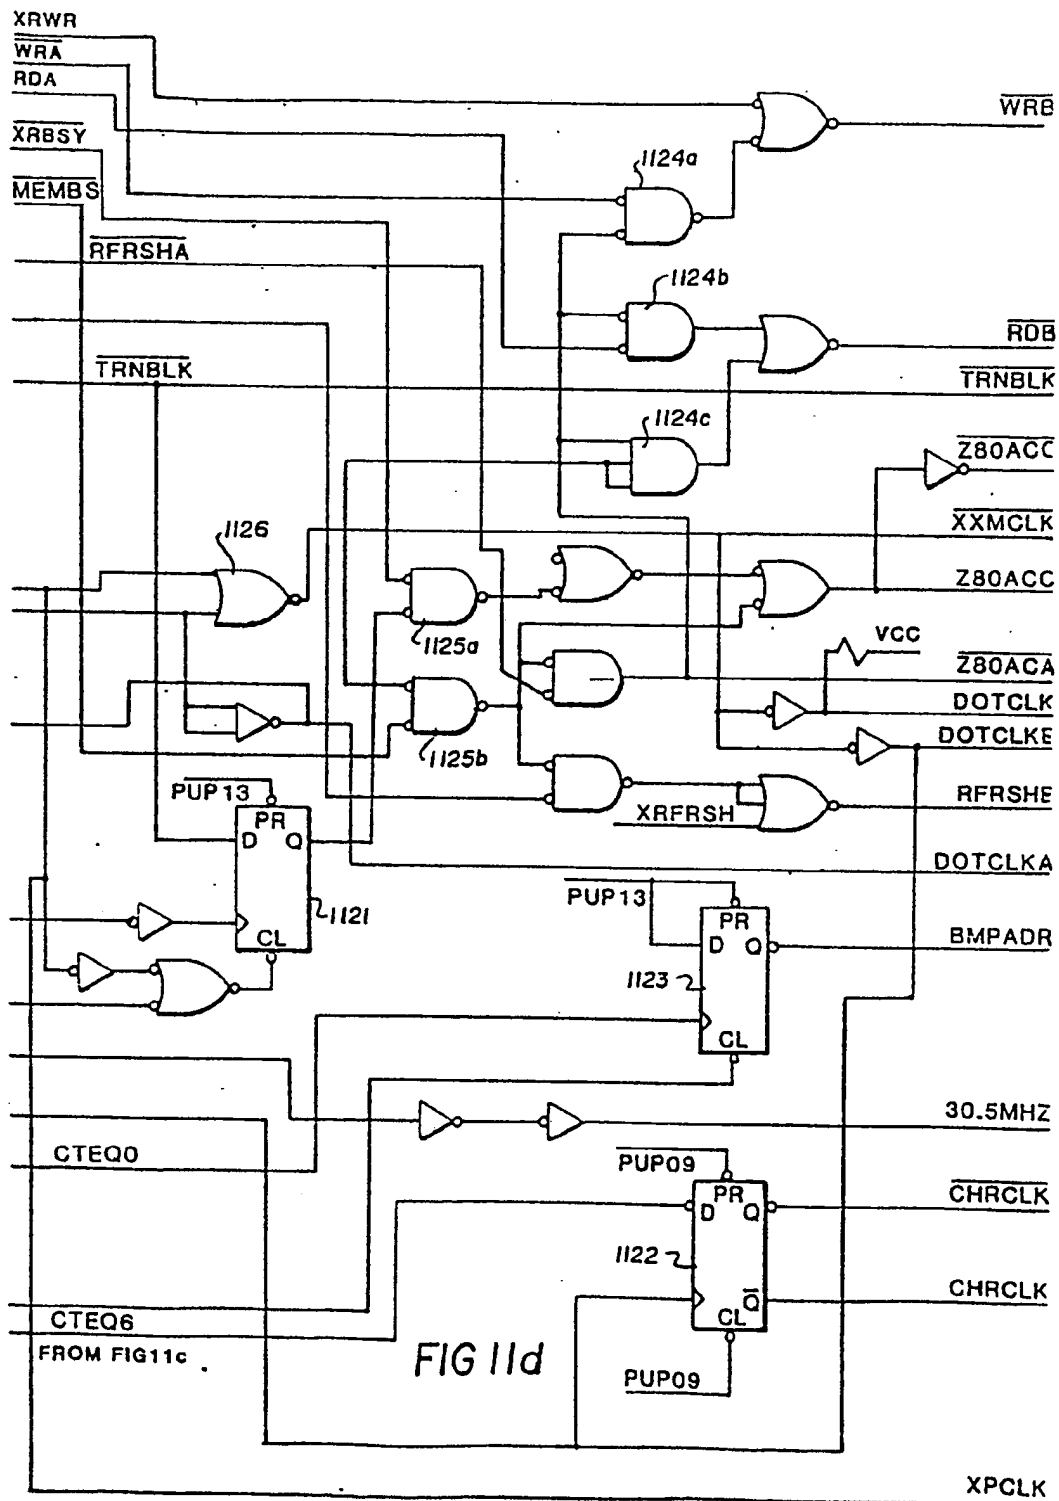 XRWR
WRA
RDA
XRBSY
MEMBS
RFRSHA
TRNBLK
1124a
1124b
1124c
WRB
RDB
TRNBLK
Z80ACC
XXMCLK
Z80ACC
VCC
Z80ACA
DOTCLK
DOTCLKE
RFRSHE
XRFRSH
DOTCLKA
1126
1125a
1125b
PUP13
PR
D Q
CL
1121
PUP13
PR
D Q
1123
CL
BMPADR
30.5MHZ
CTEQ0
PUP09
PR
D Q
1122
CL Q
PUP09
CHRCLK
CHRCLK
CTEQ6
FROM FIG11c
FIG 11d
XPCLK